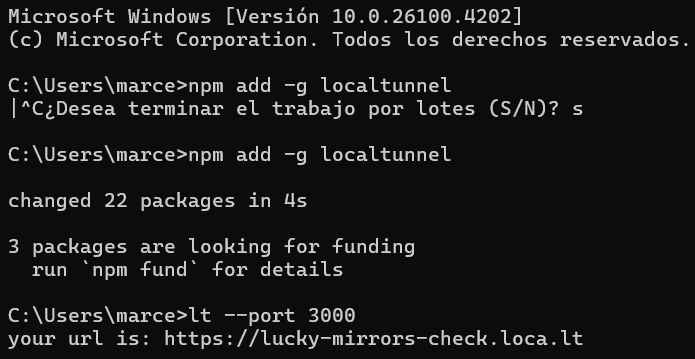 Microsoft Windows [Versión 10.0.26100.4202]
(c) Microsoft Corporation. Todos los derechos reservados.
C:\Users\marce>npm add -g localtunnel
|^C¿Desea terminar el trabajo por lotes (S/N)? s
C:\Users\marce>npm add -g localtunnel
changed 22 packages in 4s
3 packages are looking for funding
  run `npm fund` for details
C:\Users\marce>lt --port 3000
your url is: https://lucky-mirrors-check.loca.lt